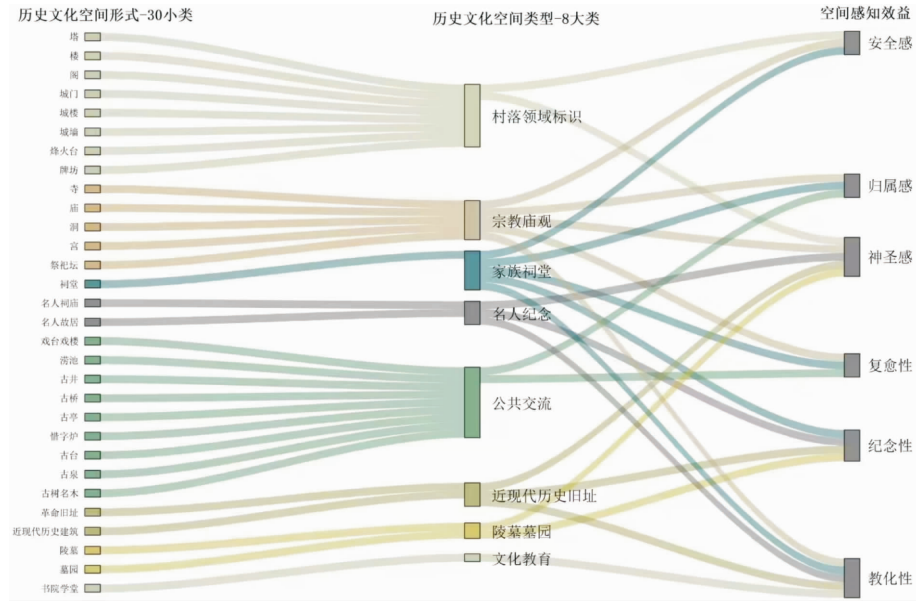 历史文化空间形式-30小类
塔
楼
阁
城门
城楼
城墙
烽火台
牌坊
寺
庙
洞
宫
祭祀坛
祠堂
名人祠庙
名人故居
戏台戏楼
涝池
古井
古桥
古亭
惜字炉
古台
古泉
古树名木
革命旧址
近现代历史建筑
陵墓
墓园
书院学堂
历史文化空间类型-8大类
村落领域标识
宗教庙观
家族祠堂
名人纪念
公共交流
近现代历史旧址
陵墓墓园
文化教育
空间感知效益
安全感
归属感
神圣感
复愈性
纪念性
教化性